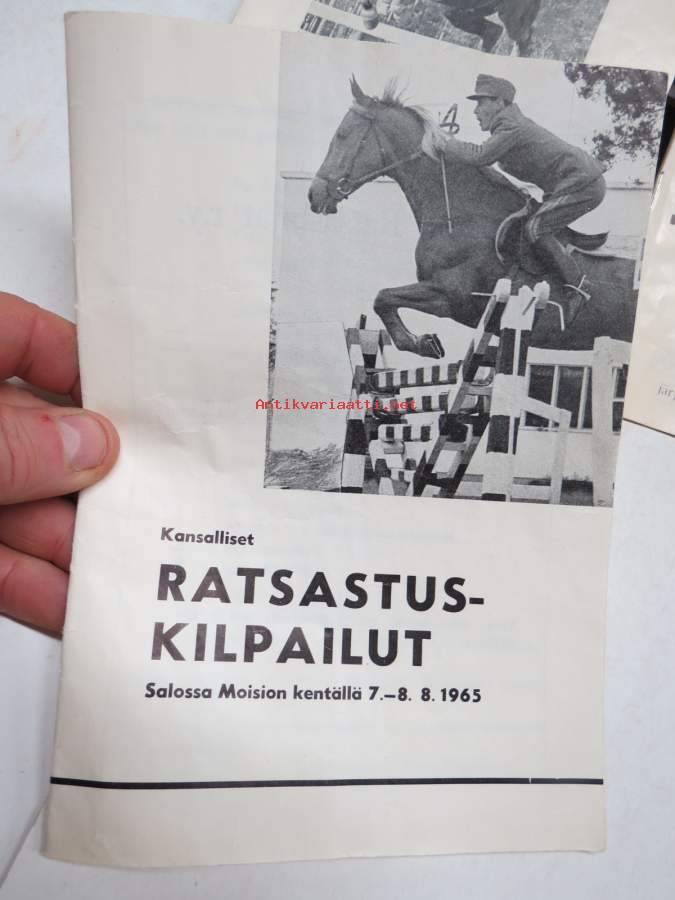 Antikvariaatti.net
Kansalliset
RATSASTUS-
KILPAILUT
Salossa Moision kentällä 7.–8. 8. 1965